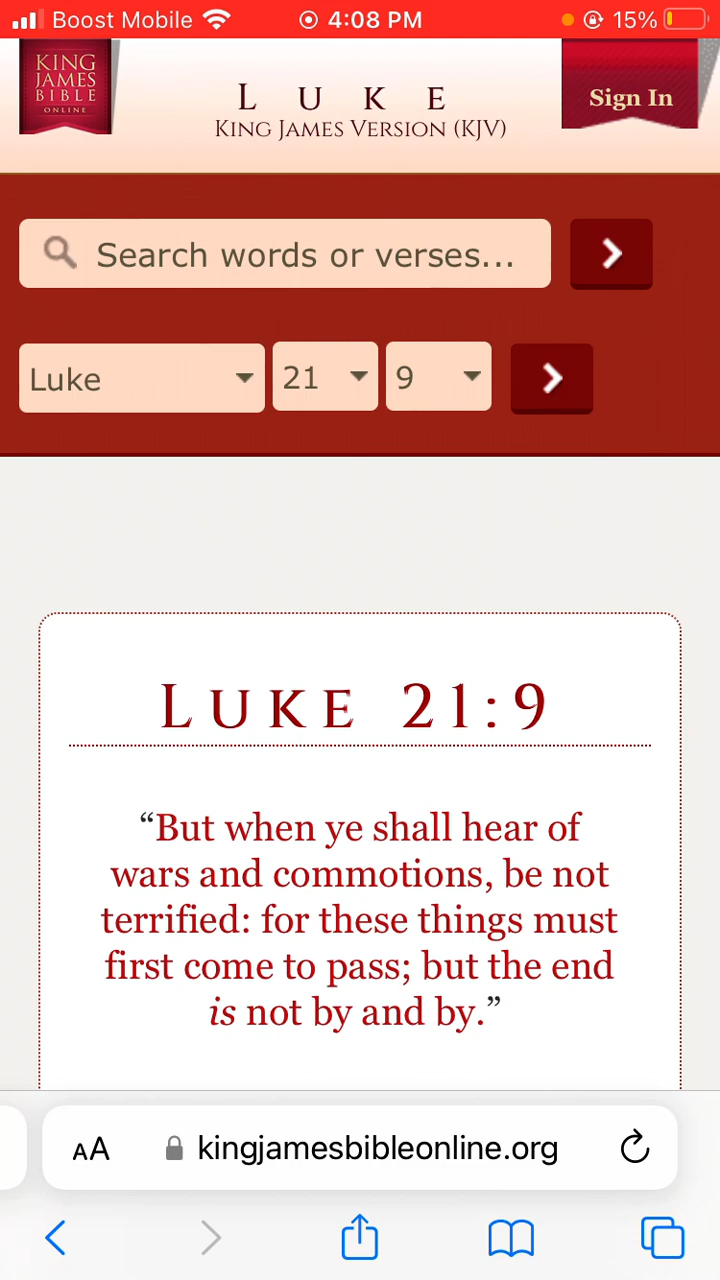 Boost Mobile 4:08 PM 15%
KING
JAMES
BIBLE
ONLINE
LUKE
KING JAMES VERSION (KJV)
Sign In
Search words or verses...
Luke 21 9
LUKE 21:9
“But when ye shall hear of
wars and commotions, be not
terrified: for these things must
first come to pass; but the end
is not by and by.”
AA kingjamesbibleonline.org